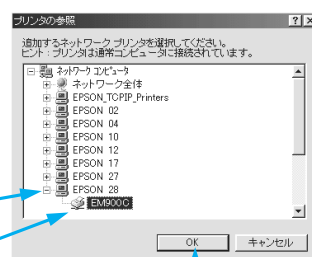 プリンタの参照
追加するネットワーク プリンタを選択してください。
ヒント : プリンタは通常コンピュータに接続されています。
ネットワーク コンピュータ
ネットワーク全体
EPSON_TCPIP_Printers
EPSON 02
EPSON 04
EPSON 10
EPSON 12
EPSON 17
EPSON 27
EPSON 28
EM900C
OK
キャンセル